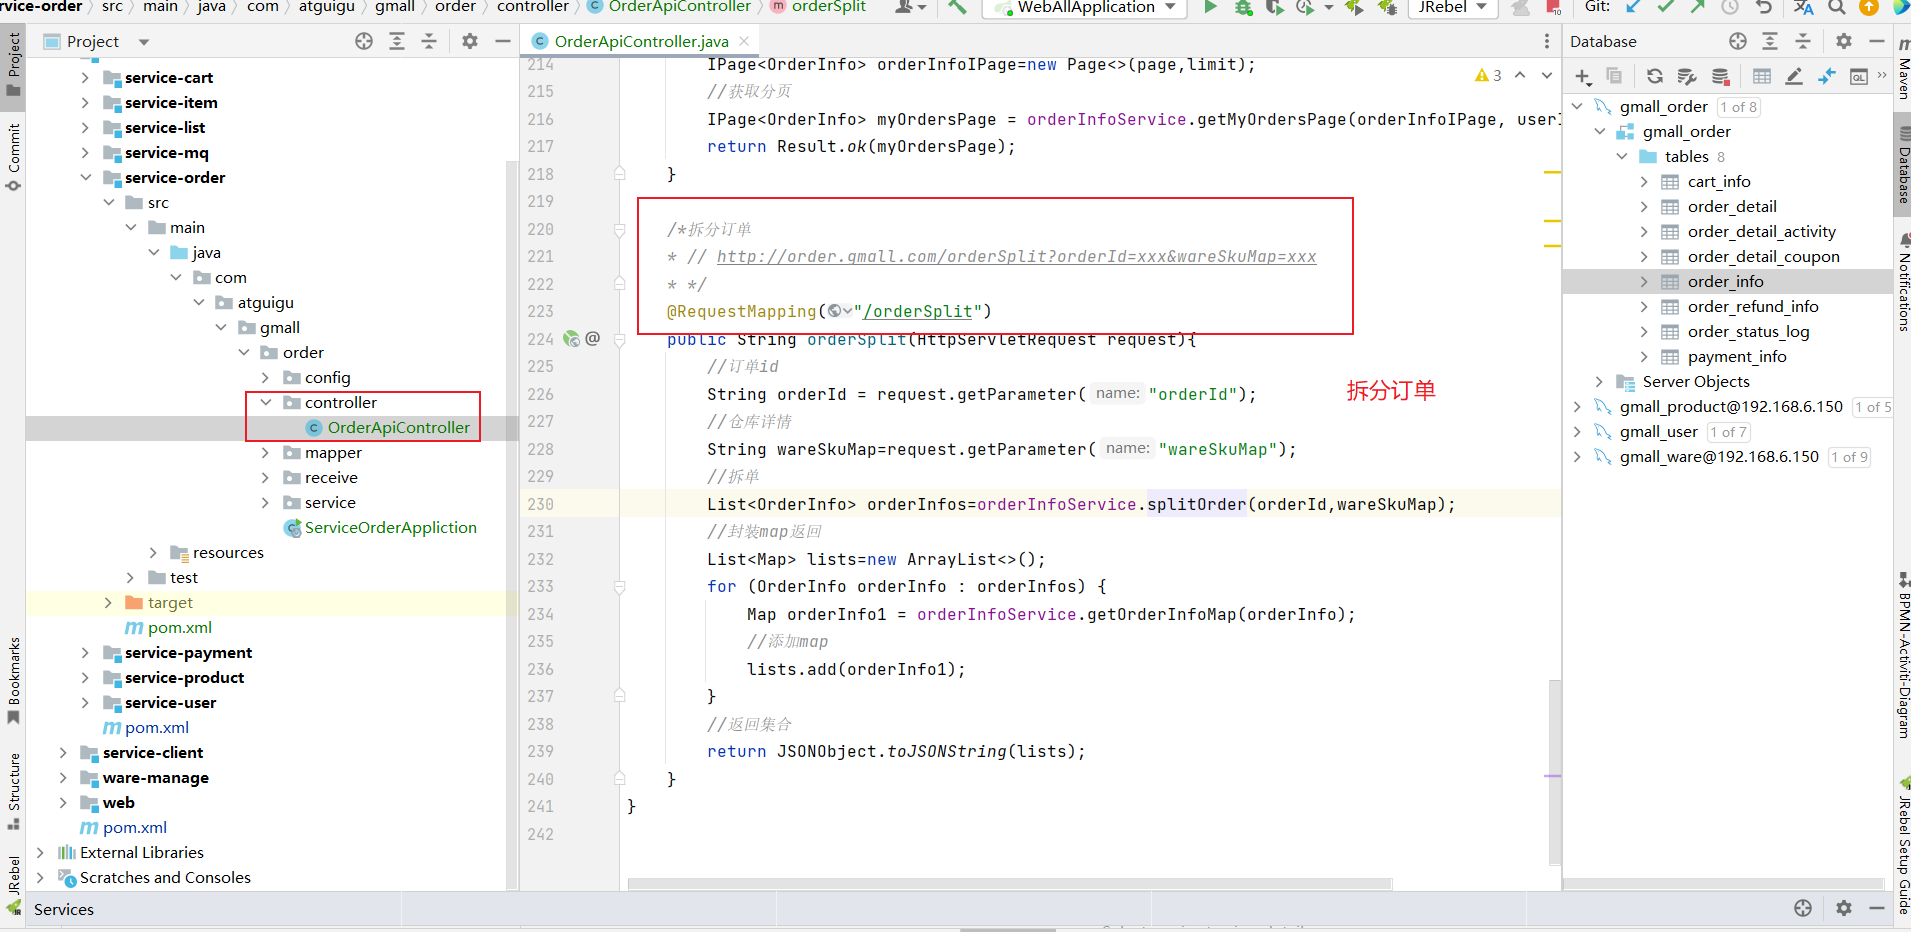 rvice-order src main java com atguigu gmall order controller OrderApiController orderSplit WebAllApplication JRebel Git:
Project
OrderApiController.java
Database
service-cart
service-item
service-list
service-mq
service-order
src
main
java
com
atguigu
gmall
order
config
controller
OrderApiController
mapper
receive
service
ServiceOrderAppliction
resources
test
target
pom.xml
service-payment
service-product
service-user
pom.xml
service-client
ware-manage
web
pom.xml
External Libraries
Scratches and Consoles
3
214 IPage<OrderInfo> orderInfoIPage=new Page<>(page,limit);
215 //获取分页
216 IPage<OrderInfo> myOrdersPage = orderInfoService.getMyOrdersPage(orderInfoIPage, userI
217 return Result.ok(myOrdersPage);
218 }
219
220 /*拆分订单
221 * // http://order.gmall.com/orderSplit?orderId=xxx&wareSkuMap=xxx
222 * */
223 @RequestMapping("/orderSplit")
224 @ public String orderSplit(HttpServletRequest request){
225 //订单id
226 String orderId = request.getParameter( name: "orderId");
227 //仓库详情
228 String wareSkuMap=request.getParameter( name: "wareSkuMap");
229 //拆单
230 List<OrderInfo> orderInfos=orderInfoService.splitOrder(orderId,wareSkuMap);
231 //封装map返回
232 List<Map> lists=new ArrayList<>();
233 for (OrderInfo orderInfo : orderInfos) {
234 Map orderInfo1 = orderInfoService.getOrderInfoMap(orderInfo);
235 //添加map
236 lists.add(orderInfo1);
237 }
238 //返回集合
239 return JSONObject.toJSONString(lists);
240 }
241 }
242
拆分订单
gmall_order 1 of 8
gmall_order
tables 8
cart_info
order_detail
order_detail_activity
order_detail_coupon
order_info
order_refund_info
order_status_log
payment_info
Server Objects
gmall_product@192.168.6.150 1 of 5
gmall_user 1 of 7
gmall_ware@192.168.6.150 1 of 9
Project
Commit
Bookmarks
Structure
JRebel
Maven
Database
Notifications
BPMN-Activiti-Diagram
JRebel Setup Guide
Services